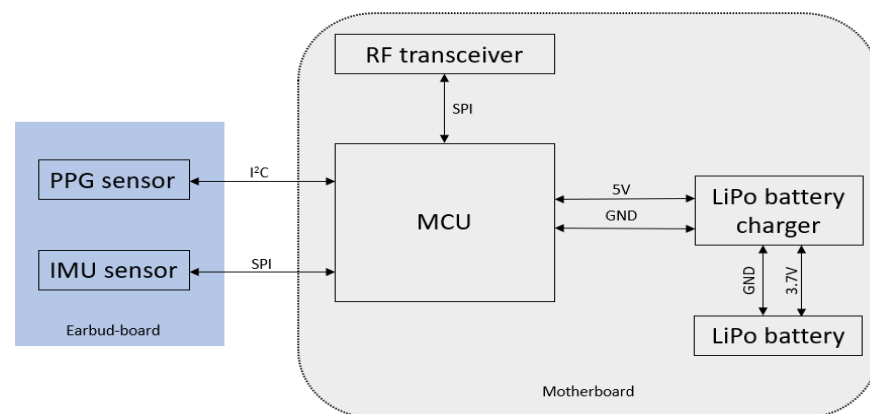 RF transceiver
SPI
PPG sensor
I²C
MCU
5V
GND
LiPo battery
charger
IMU sensor
SPI
GND
3.7V
Earbud-board
LiPo battery
Motherboard